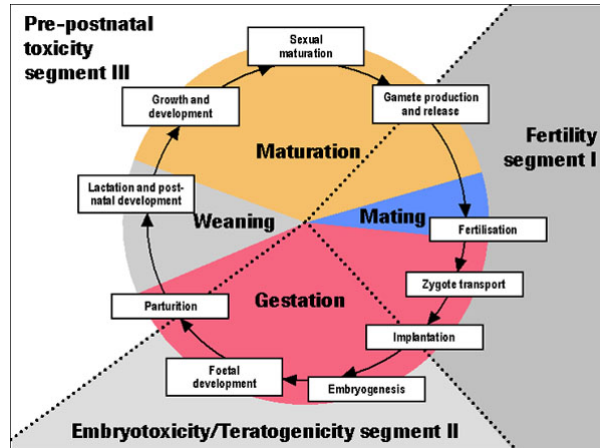 Pre-postnatal
toxicity
segment III
Sexual
maturation
Growth and
development
Gamete production
and release
Maturation
Fertility
segment I
Lactation and post-
natal development
Weaning
Mating
Fertilisation
Zygote transport
Gestation
Parturition
Implantation
Foetal
development
Embryogenesis
Embryotoxicity/Teratogenicity segment II